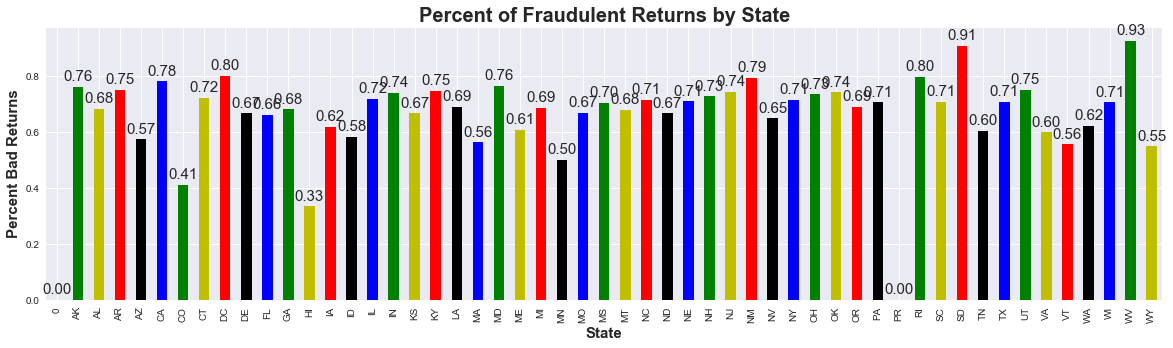 Percent of Fraudulent Returns by State
Percent Bad Returns
0.8
0.6
0.4
0.2
0.0
0.00 0.76 0.68 0.75 0.57 0.78 0.41 0.72 0.80 0.67 0.66 0.68 0.33 0.62 0.58 0.72 0.74 0.67 0.75 0.69 0.56 0.76 0.61 0.69 0.50 0.67 0.70 0.68 0.71 0.67 0.71 0.73 0.74 0.79 0.65 0.71 0.73 0.74 0.69 0.71 0.00 0.80 0.71 0.91 0.60 0.71 0.75 0.60 0.56 0.62 0.71 0.93 0.55
0 AK AL AR AZ CA CO CT DC DE FL GA HI IA ID IL IN KS KY LA MA MD ME MI MN MO MS MT NC ND NE NH NJ NM NV NY OH OK OR PA PR RI SC SD TN TX UT VA VT WA WI WV WY
State